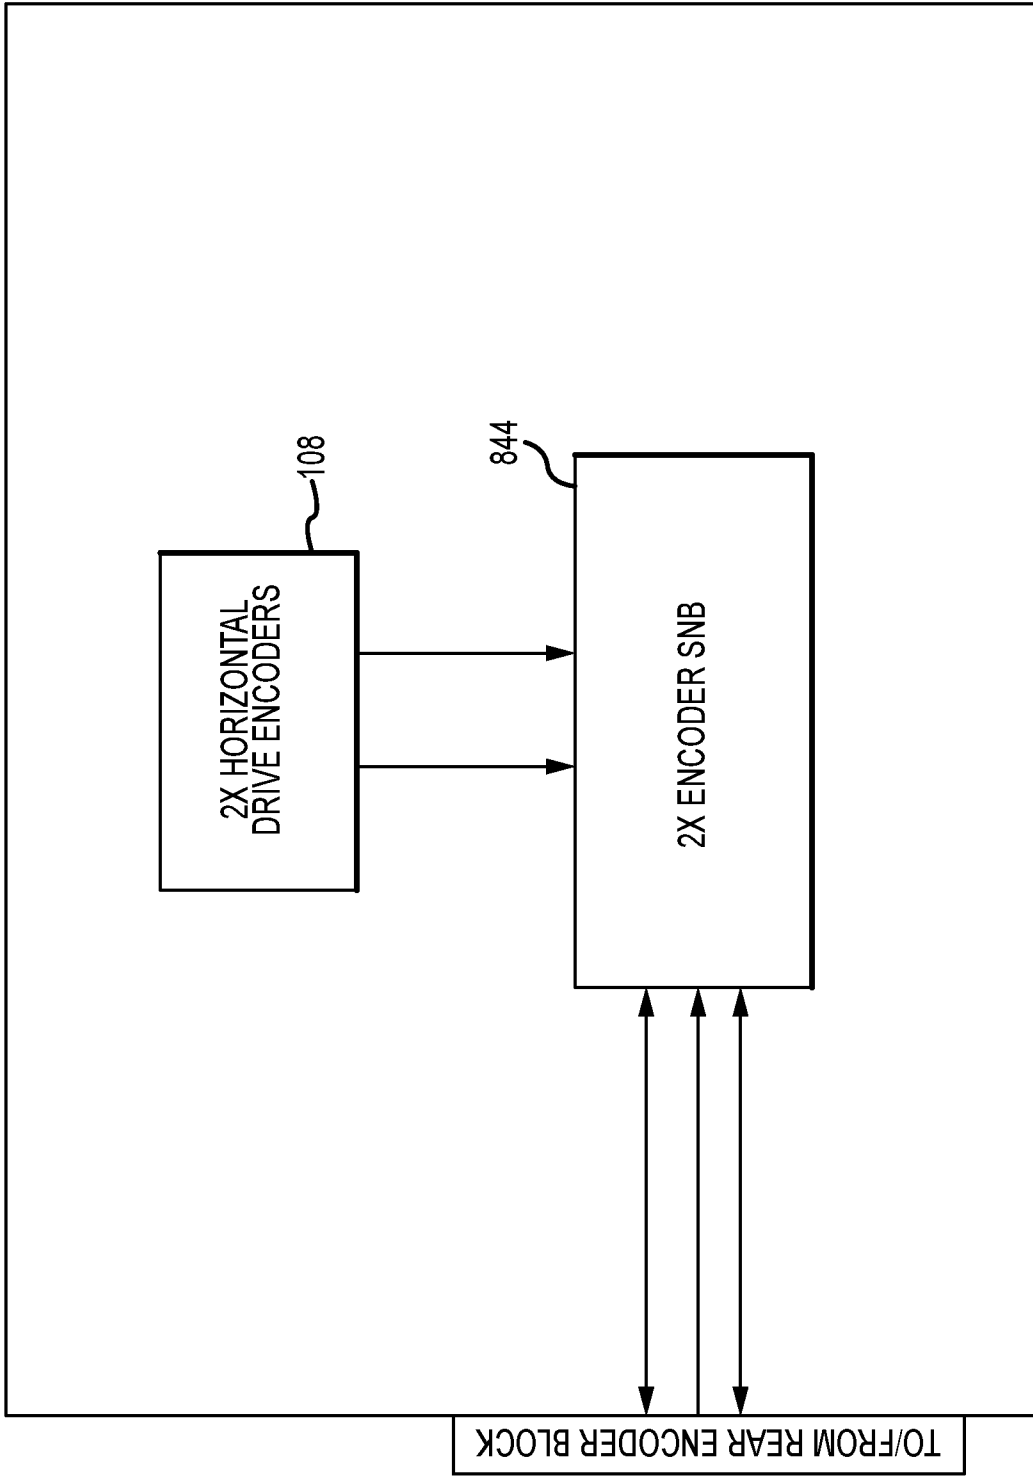 2X HORIZONTAL
DRIVE ENCODERS
108
844
2X ENCODER SNB
TO/FROM REAR ENCODER BLOCK